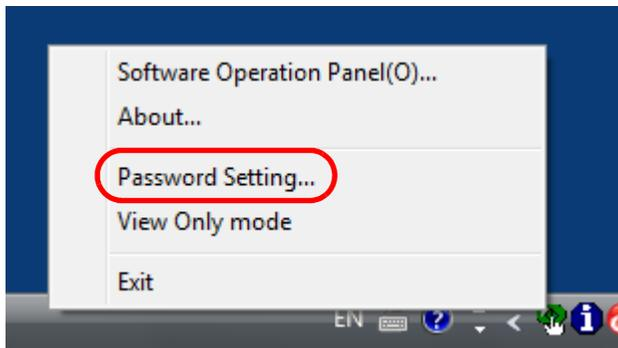 Software Operation Panel(O)...
About...
Password Setting...
View Only mode
Exit
EN